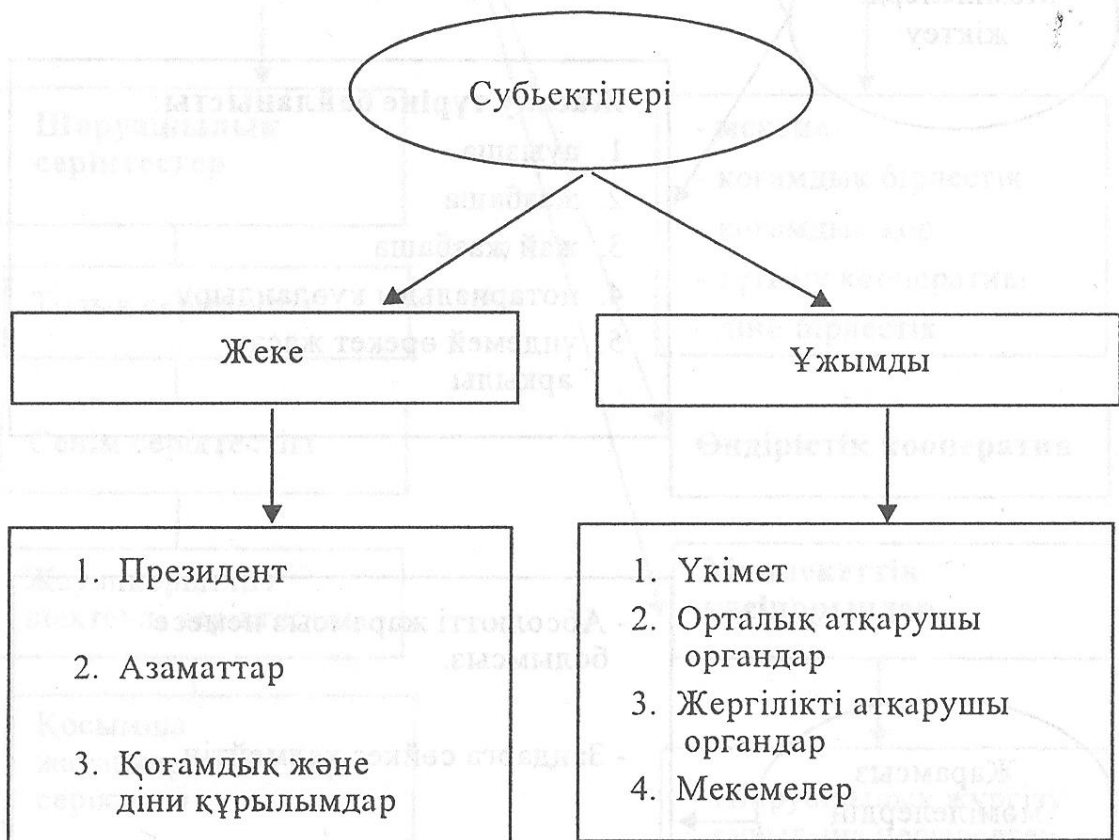 Субьектілері
Жеке
Ұжымды
1. Президент
2. Азаматтар
3. Қоғамдық және
діни құрылымдар
1. Үкімет
2. Орталық атқарушы
органдар
3. Жергілікті атқарушы
органдар
4. Мекемелер